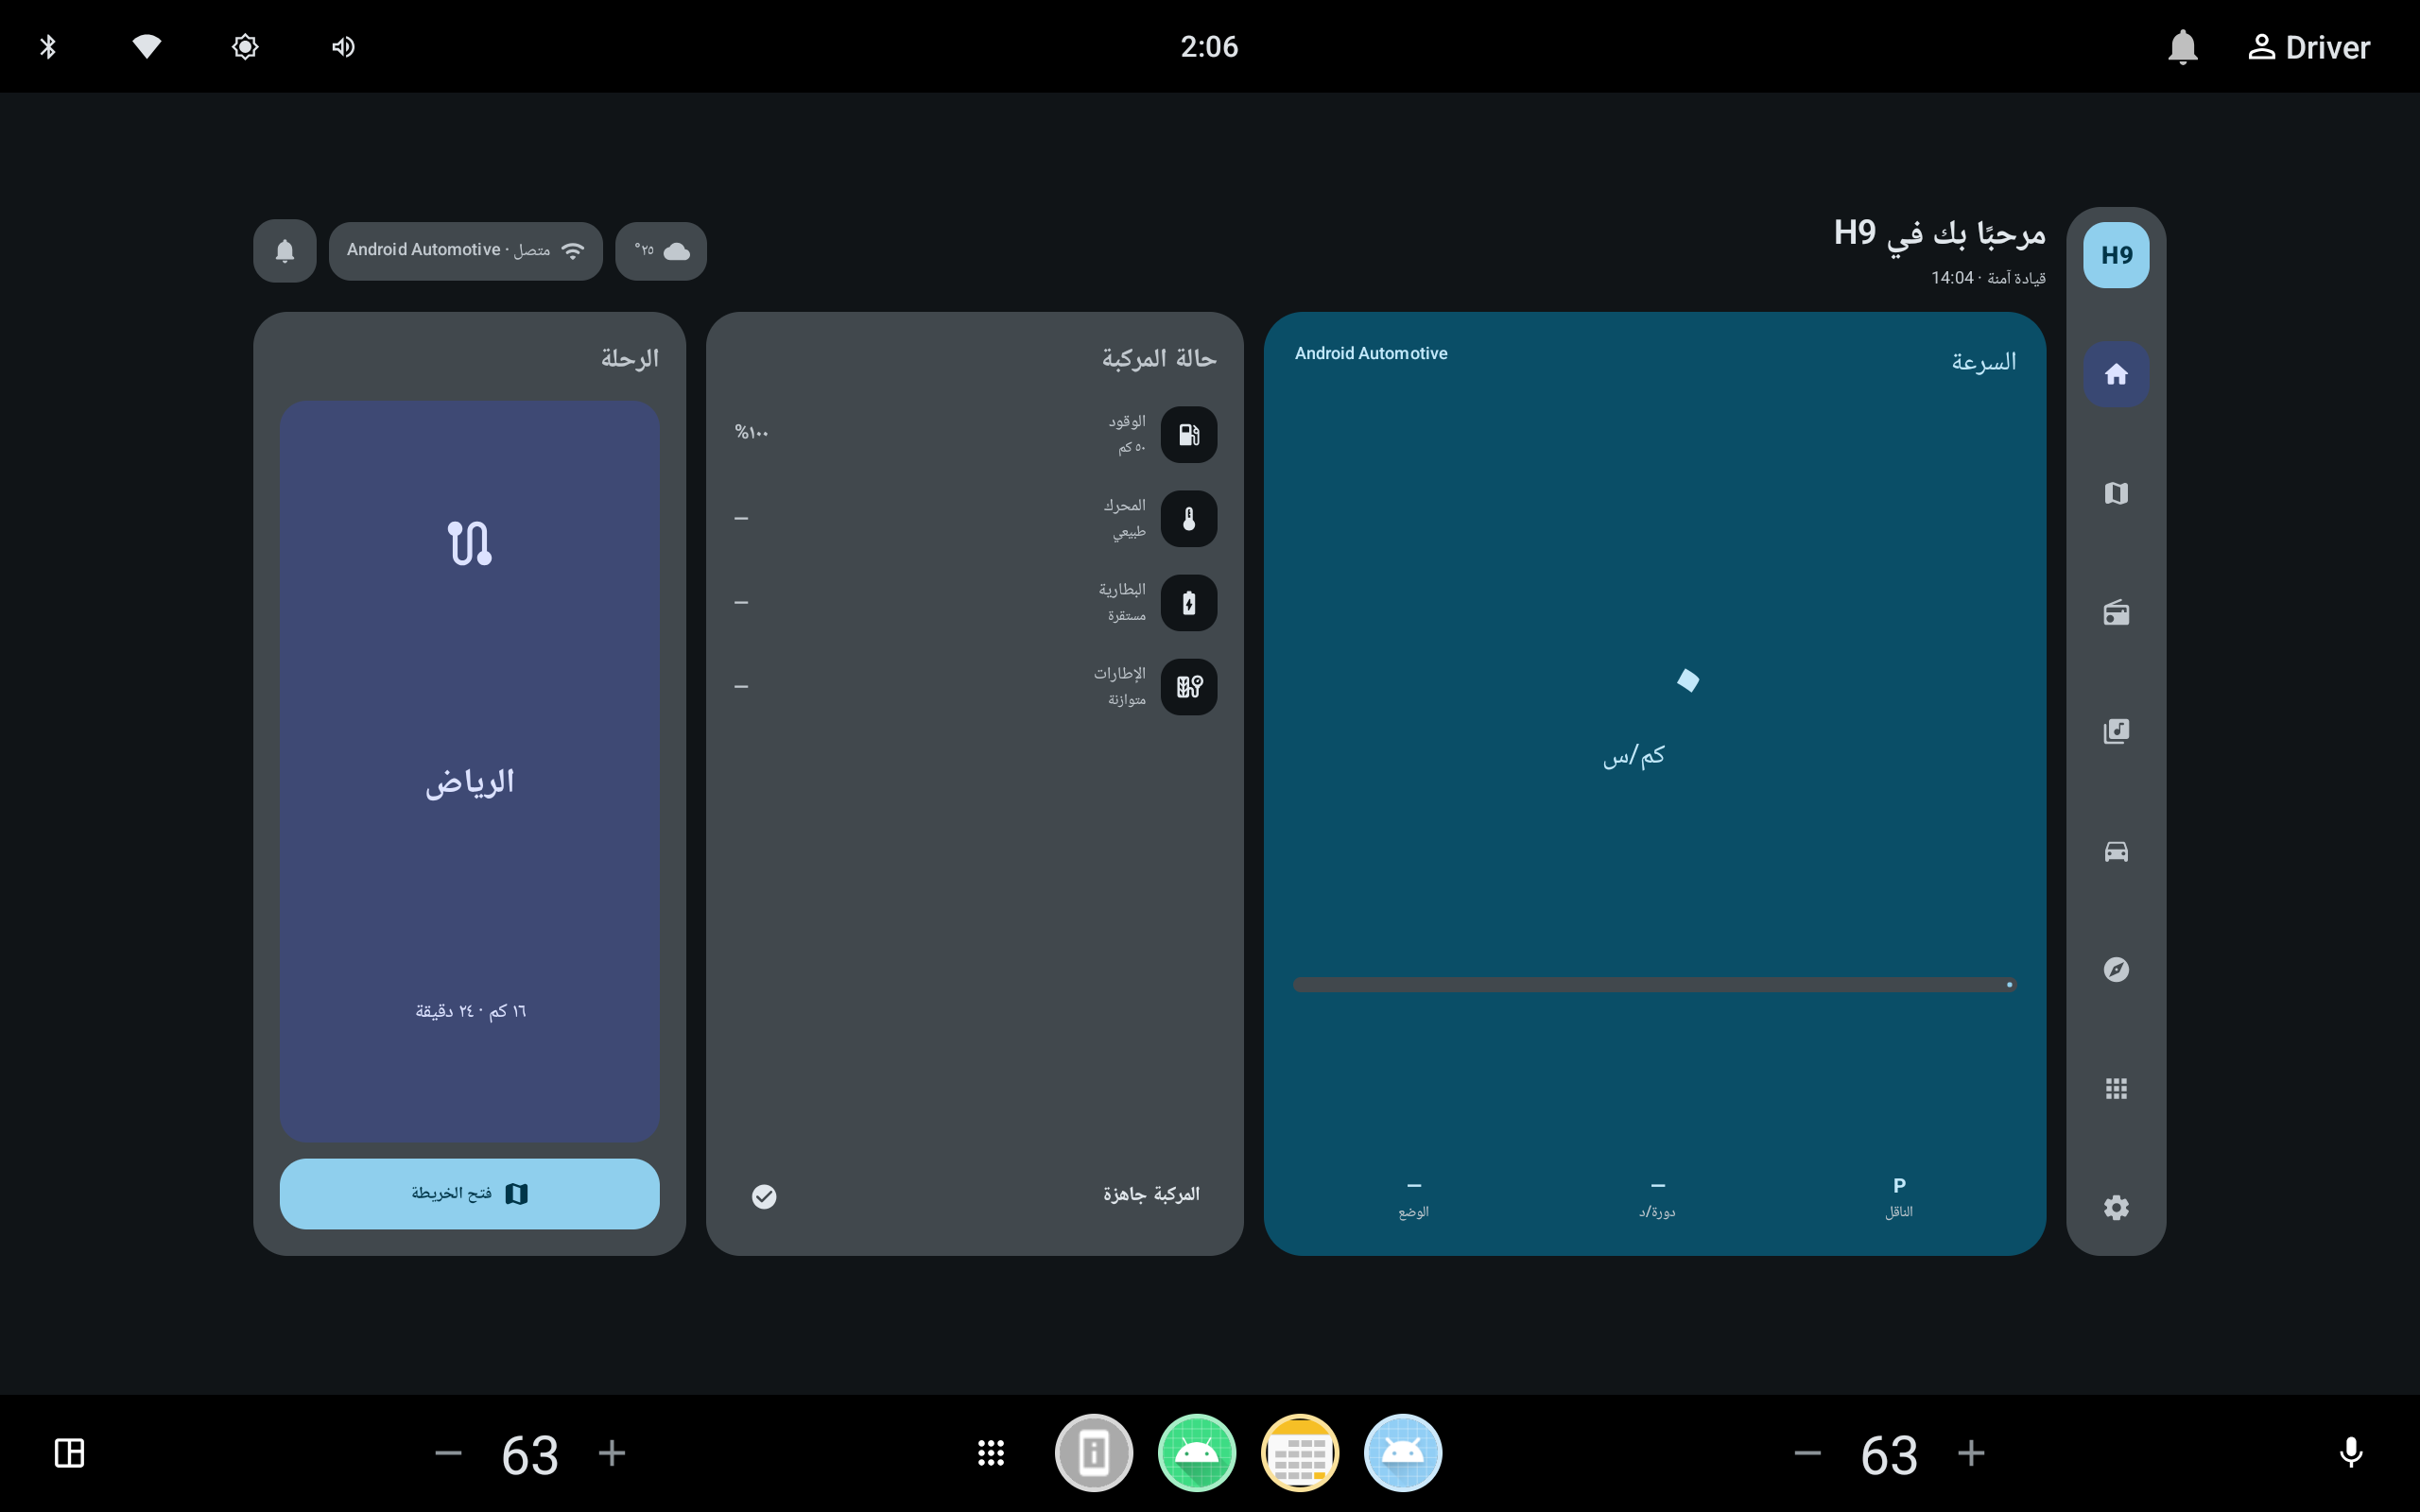 2:06
Driver
H9
مرحبًا بك في H9
قيادة آمنة · 14:04
٢٥°
متصل · Android Automotive
السرعة
Android Automotive
٠
كم/س
P
الناقل
—
دورة/د
—
الوضع
حالة المركبة
الوقود
٥٠ كم
١٠٠%
المحرك
طبيعي
—
البطارية
مستقرة
—
الإطارات
متوازنة
—
المركبة جاهزة
الرحلة
الرياض
١٦ كم · ٢٤ دقيقة
فتح الخريطة
63
63